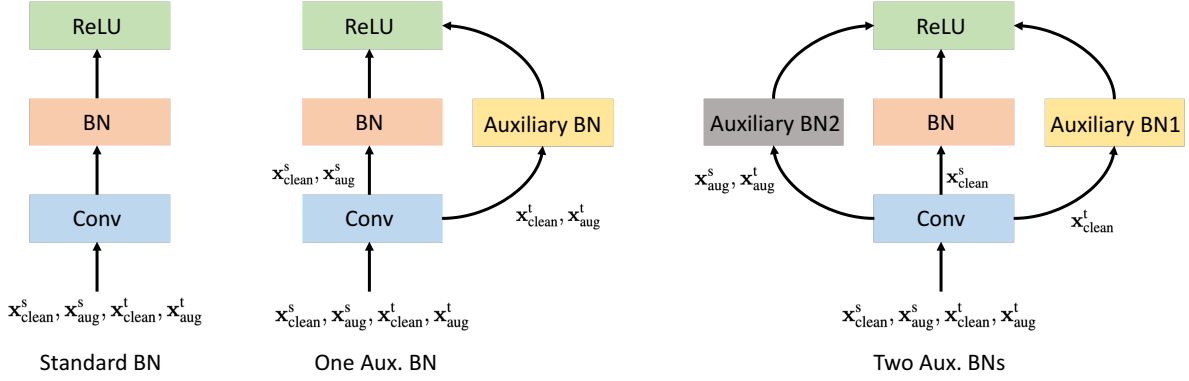 ReLU
BN
Conv
x^s_clean, x^s_aug, x^t_clean, x^t_aug
Standard BN
ReLU
BN
Auxiliary BN
x^s_clean, x^s_aug
Conv
x^t_clean, x^t_aug
x^s_clean, x^s_aug, x^t_clean, x^t_aug
One Aux. BN
ReLU
Auxiliary BN2
BN
Auxiliary BN1
x^s_aug, x^t_aug
x^s_clean
Conv
x^t_clean
x^s_clean, x^s_aug, x^t_clean, x^t_aug
Two Aux. BNs